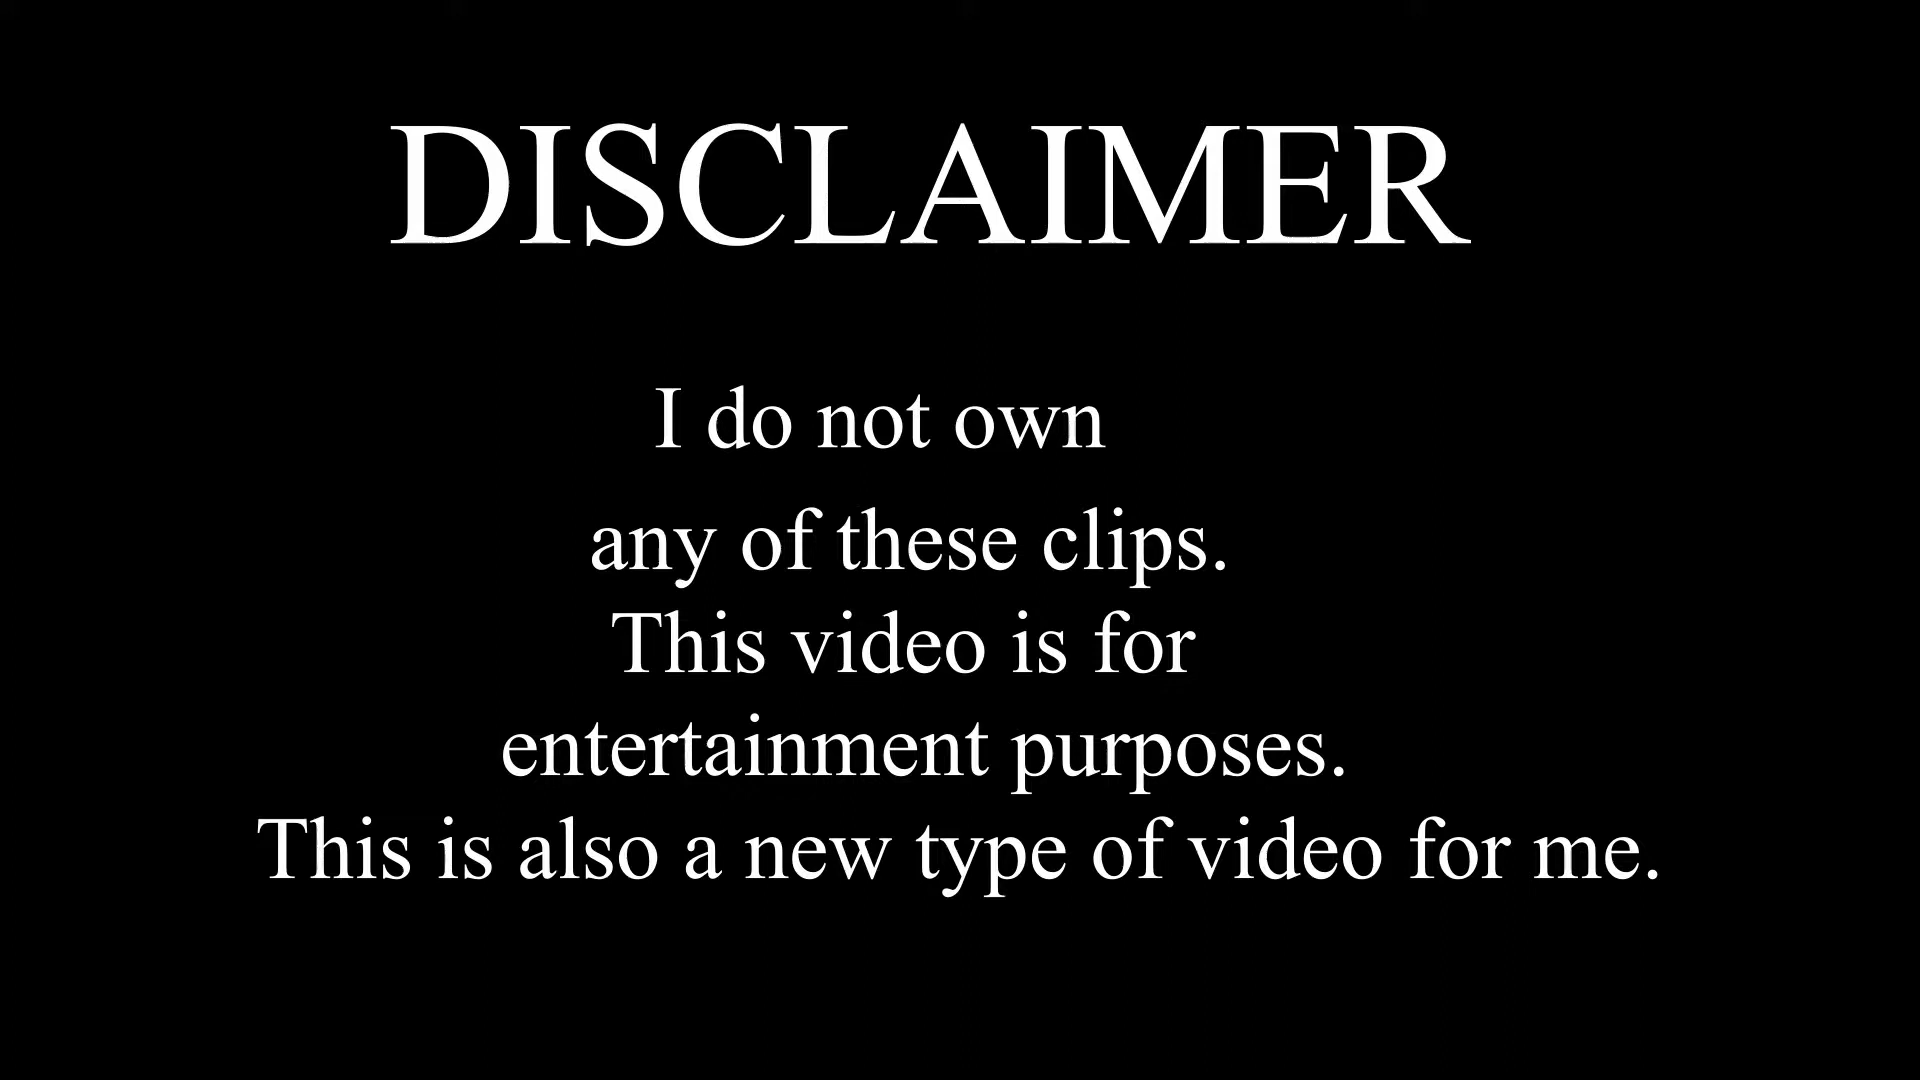 DISCLAIMER
I do not own
any of these clips.
This video is for
entertainment purposes.
This is also a new type of video for me.